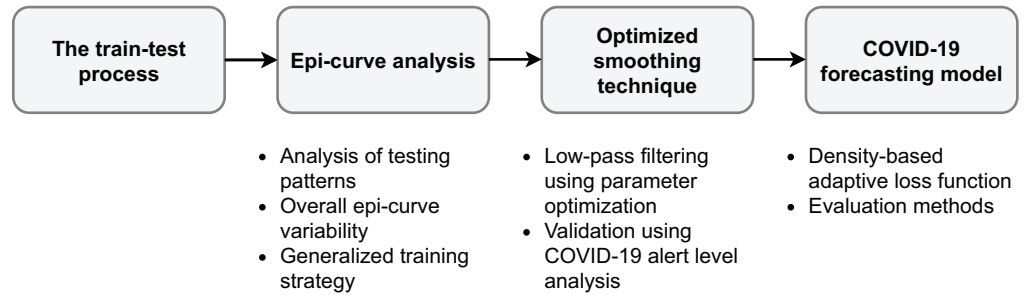 The train-test
process
Epi-curve analysis
Optimized
smoothing
technique
COVID-19
forecasting model
• Analysis of testing
patterns
• Overall epi-curve
variability
• Generalized training
strategy
• Low-pass filtering
using parameter
optimization
• Validation using
COVID-19 alert level
analysis
• Density-based
adaptive loss function
• Evaluation methods